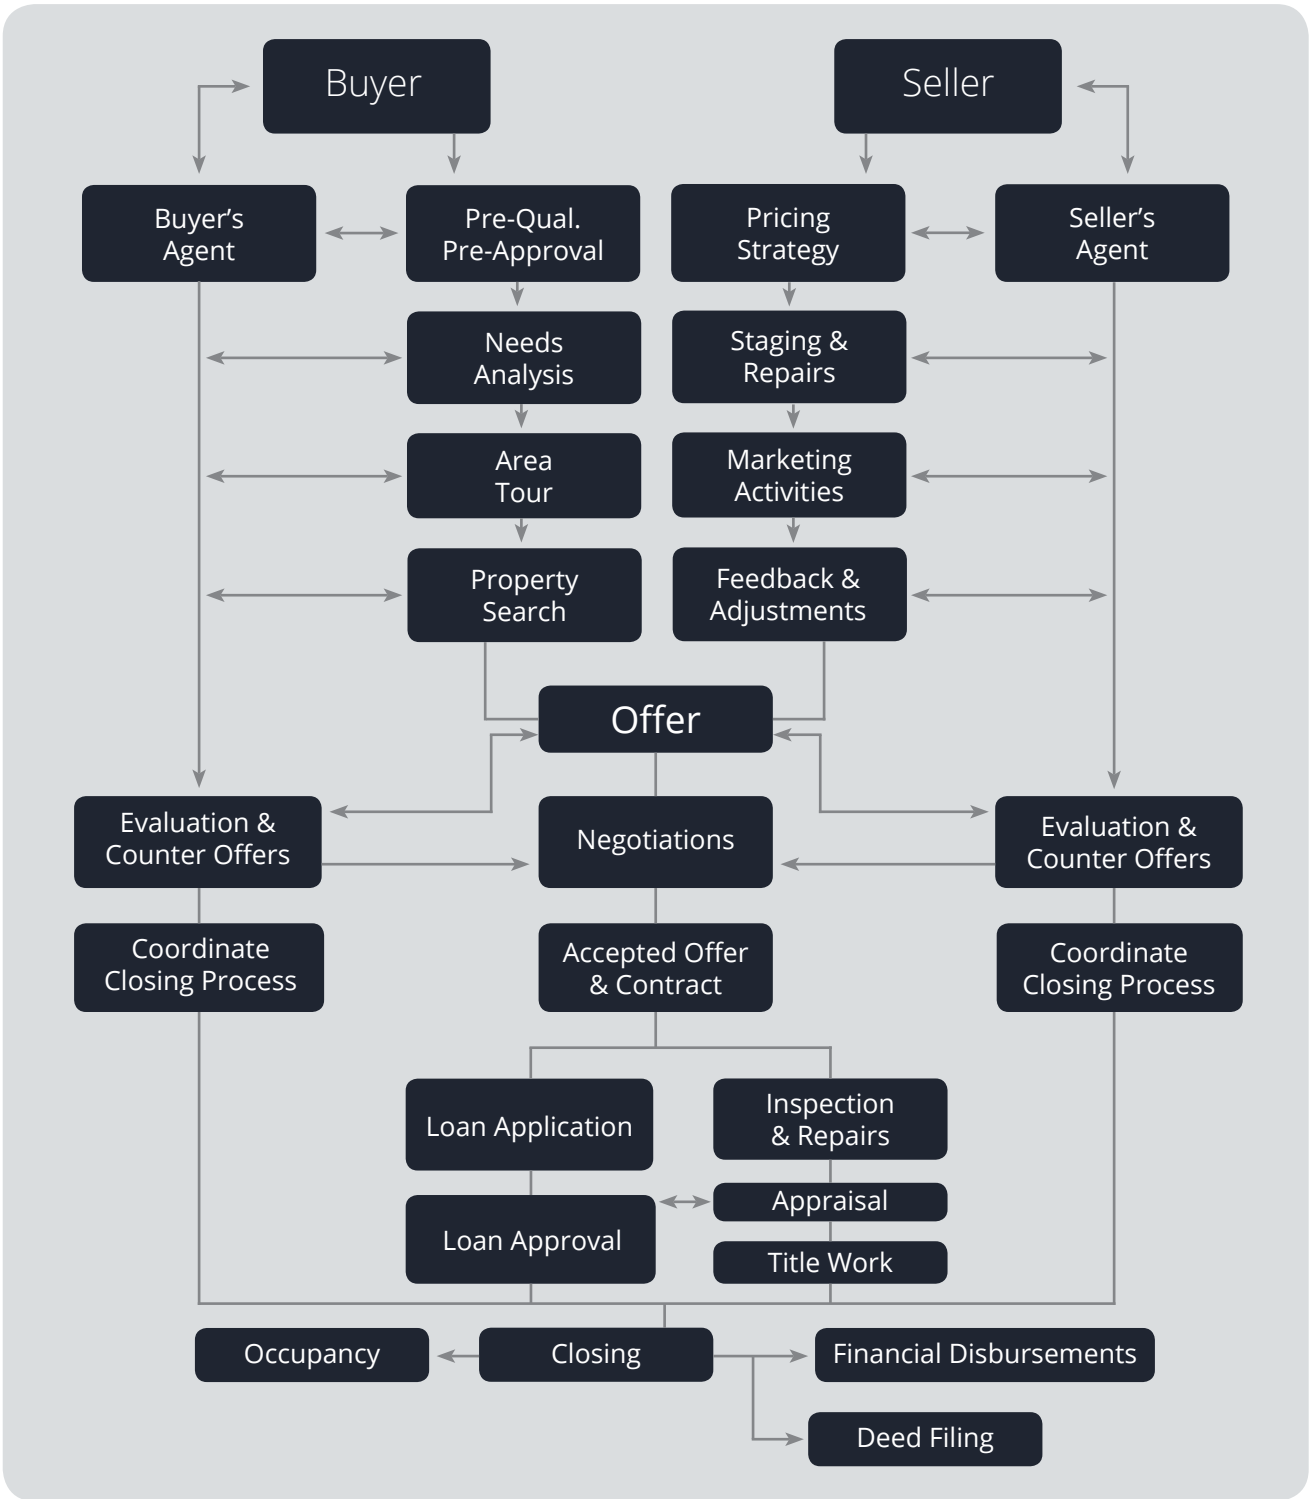 Buyer
Seller
Buyer’s
Agent
Pre-Qual.
Pre-Approval
Pricing
Strategy
Seller’s
Agent
Needs
Analysis
Staging &
Repairs
Area
Tour
Marketing
Activities
Property
Search
Feedback &
Adjustments
Offer
Evaluation &
Counter Offers
Negotiations
Evaluation &
Counter Offers
Coordinate
Closing Process
Accepted Offer
& Contract
Coordinate
Closing Process
Loan Application
Inspection
& Repairs
Appraisal
Loan Approval
Title Work
Occupancy
Closing
Financial Disbursements
Deed Filing